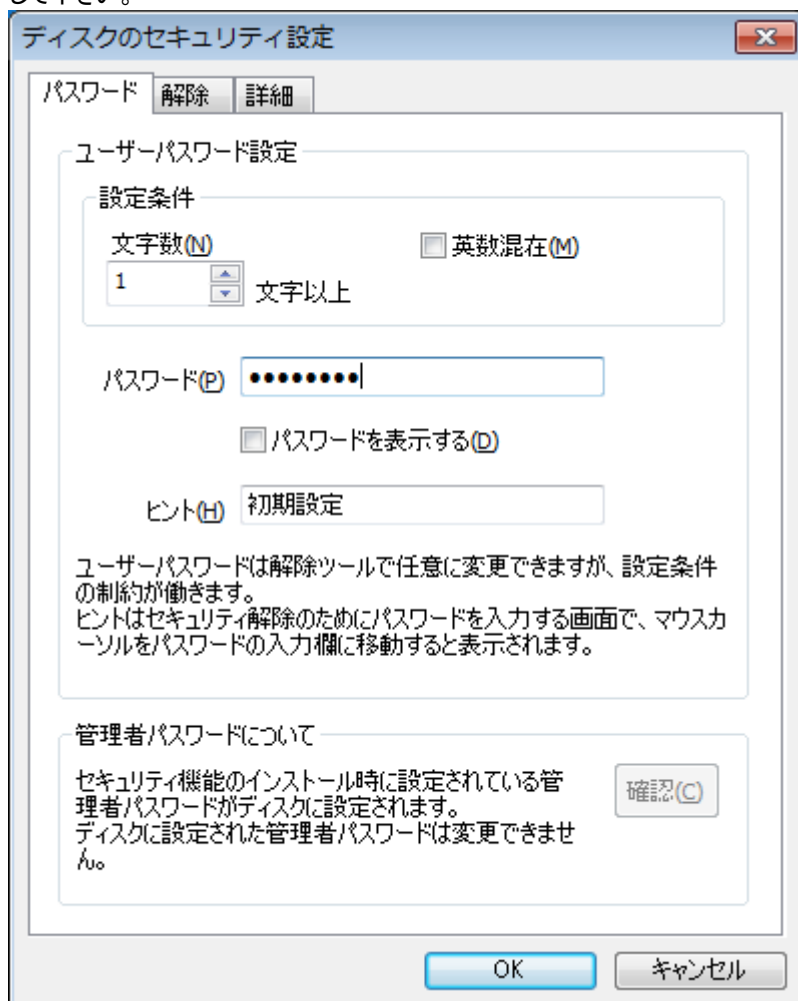 して下さい。
ディスクのセキュリティ設定
パスワード 解除 詳細
ユーザーパスワード設定
設定条件
文字数(N) 英数混在(M)
1 文字以上
パスワード(P) ●●●●●●●●
パスワードを表示する(D)
ヒント(H) 初期設定
ユーザーパスワードは解除ツールで任意に変更できますが、設定条件
の制約が働きます。
ヒントはセキュリティ解除のためにパスワードを入力する画面で、マウスカ
ーソルをパスワードの入力欄に移動すると表示されます。
管理者パスワードについて
セキュリティ機能のインストール時に設定されている管
理者パスワードがディスクに設定されます。
ディスクに設定された管理者パスワードは変更できませ
ん。
確認(C)
OK キャンセル